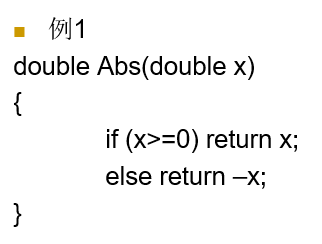 例1
double Abs(double x)
{
if (x>=0) return x;
else return –x;
}